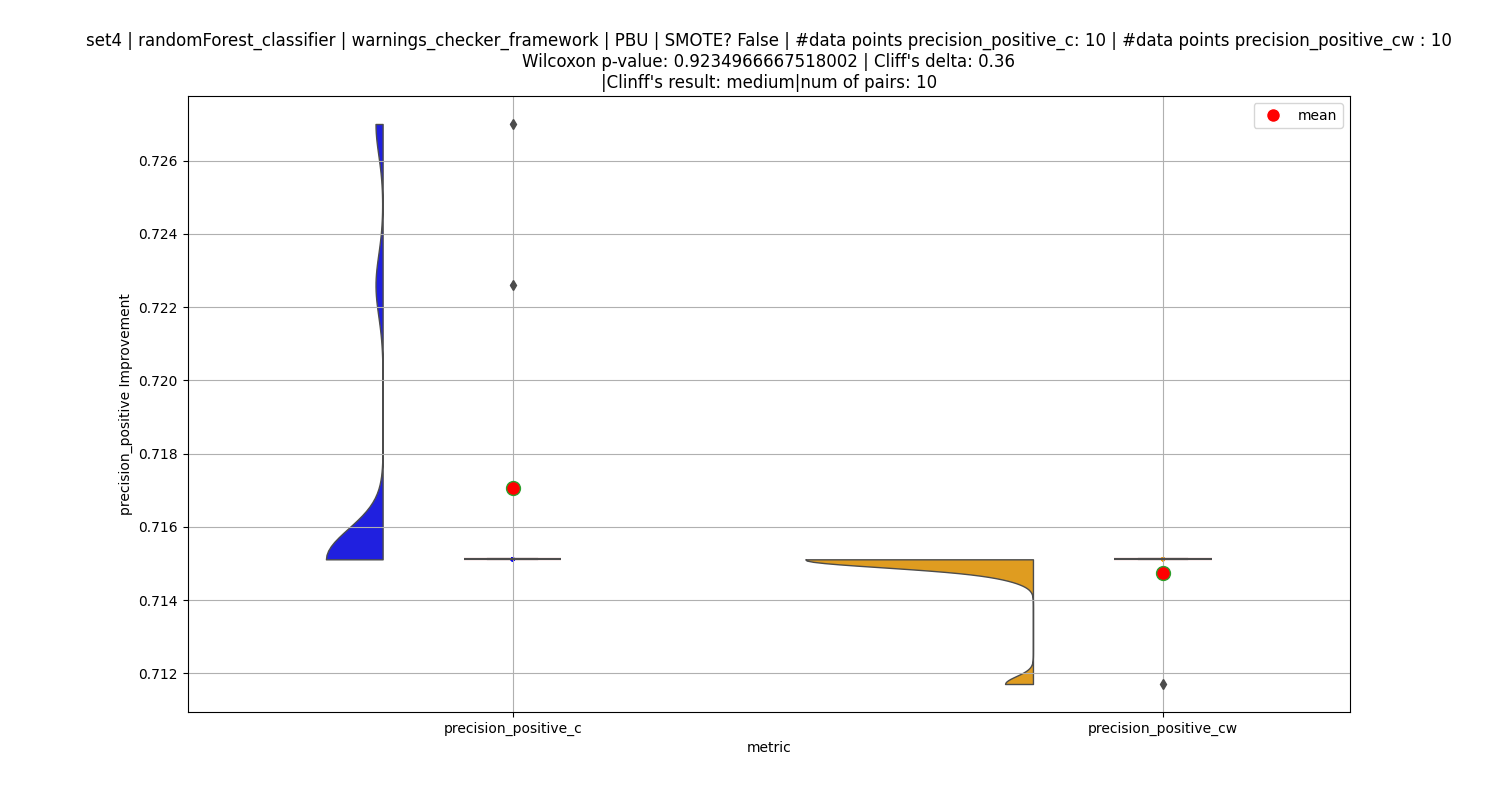 set4 | randomForest_classifier | warnings_checker_framework | PBU | SMOTE? False | #data points precision_positive_c: 10 | #data points precision_positive_cw : 10
Wilcoxon p-value: 0.9234966667518002 | Cliff's delta: 0.36
|Clinff's result: medium|num of pairs: 10
mean
0.726
0.724
0.722
0.720
0.718
0.716
0.714
0.712
precision_positive Improvement
precision_positive_c
precision_positive_cw
metric